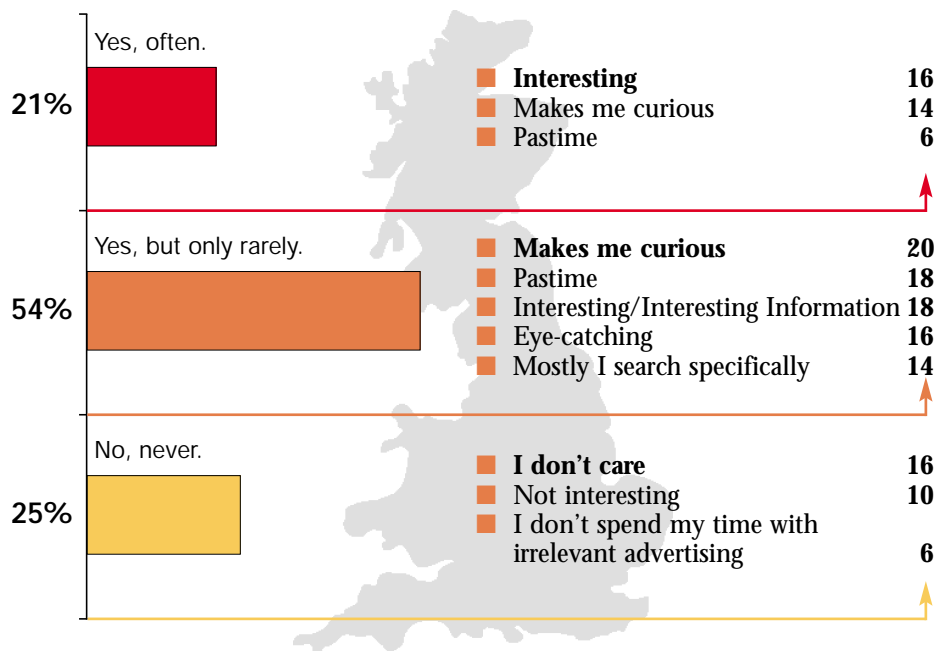 Yes, often.
21%
Interesting 16
Makes me curious 14
Pastime 6
Yes, but only rarely.
54%
Makes me curious 20
Pastime 18
Interesting/Interesting Information 18
Eye-catching 16
Mostly I search specifically 14
No, never.
25%
I don't care 16
Not interesting 10
I don't spend my time with
irrelevant advertising 6